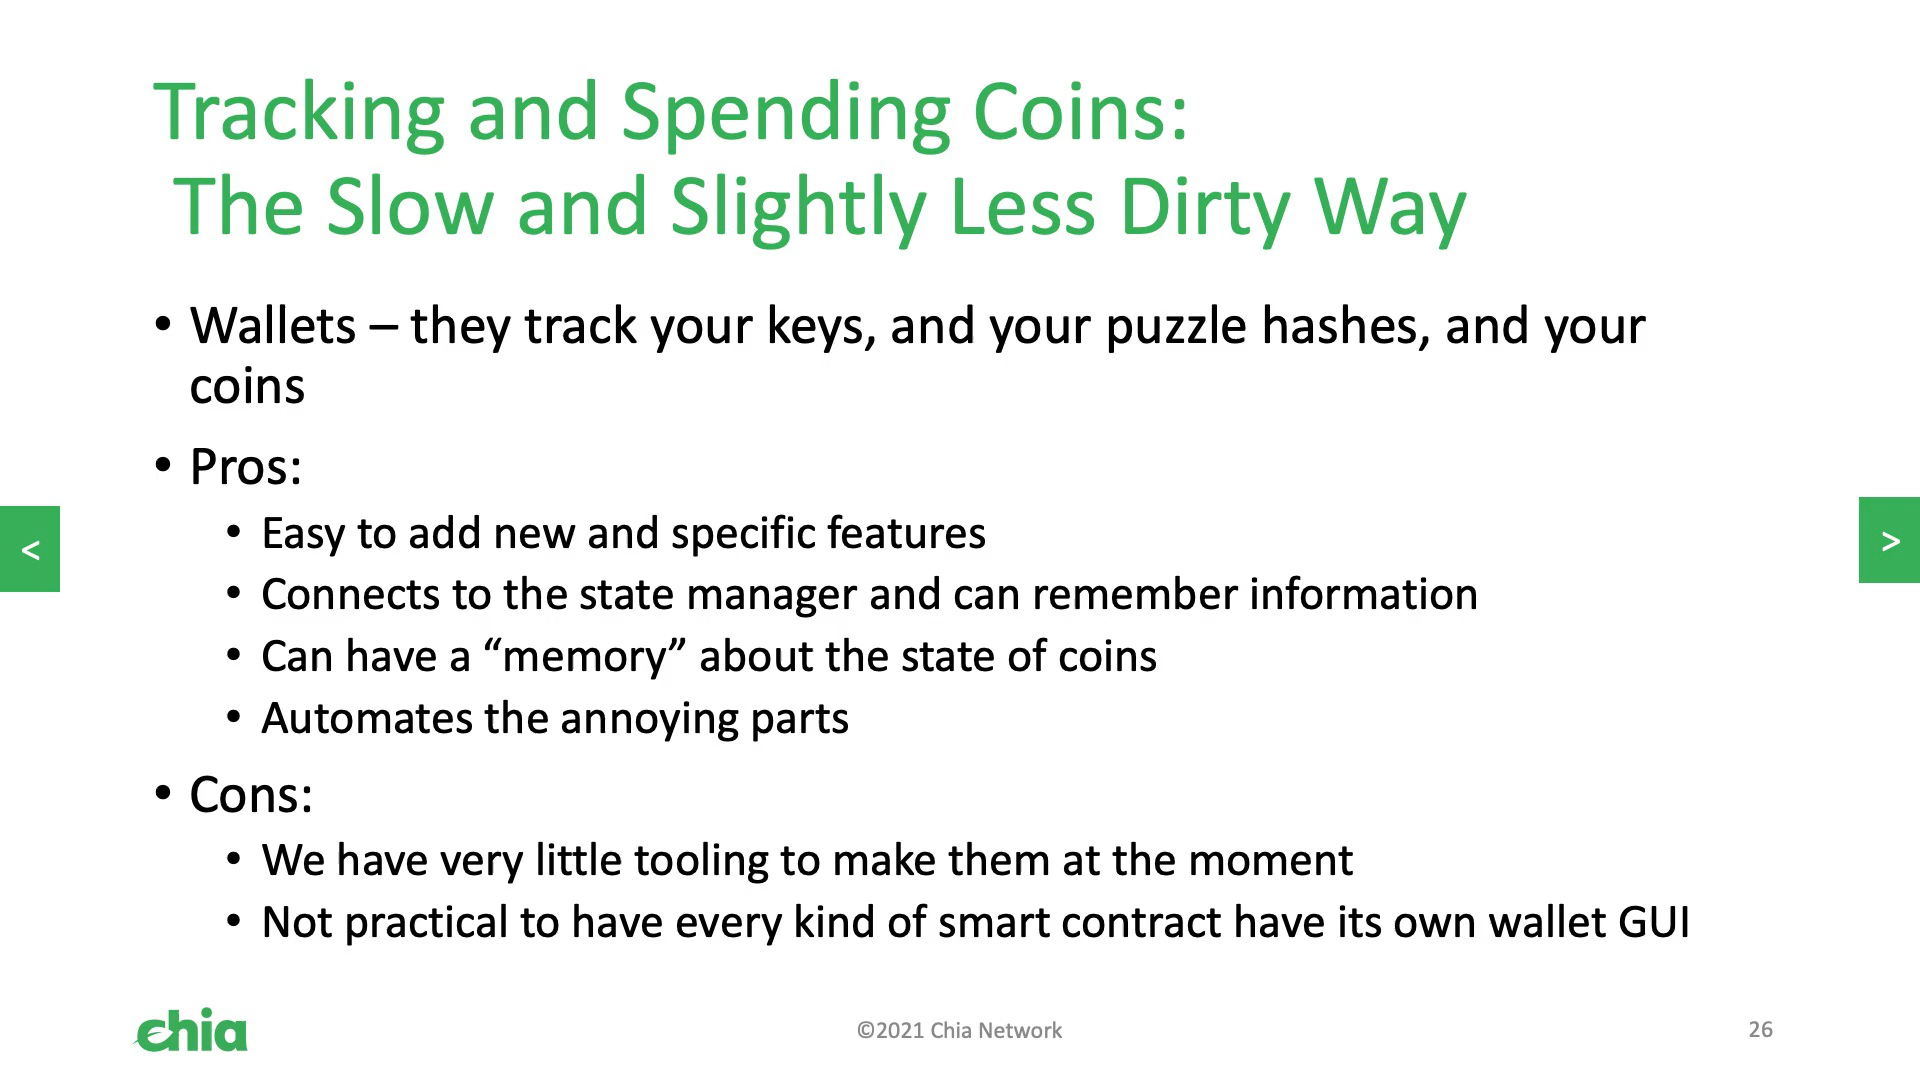 Tracking and Spending Coins:
The Slow and Slightly Less Dirty Way
• Wallets – they track your keys, and your puzzle hashes, and your
coins
• Pros:
• Easy to add new and specific features
• Connects to the state manager and can remember information
• Can have a “memory” about the state of coins
• Automates the annoying parts
• Cons:
• We have very little tooling to make them at the moment
• Not practical to have every kind of smart contract have its own wallet GUI
<
>
chia
©2021 Chia Network
26